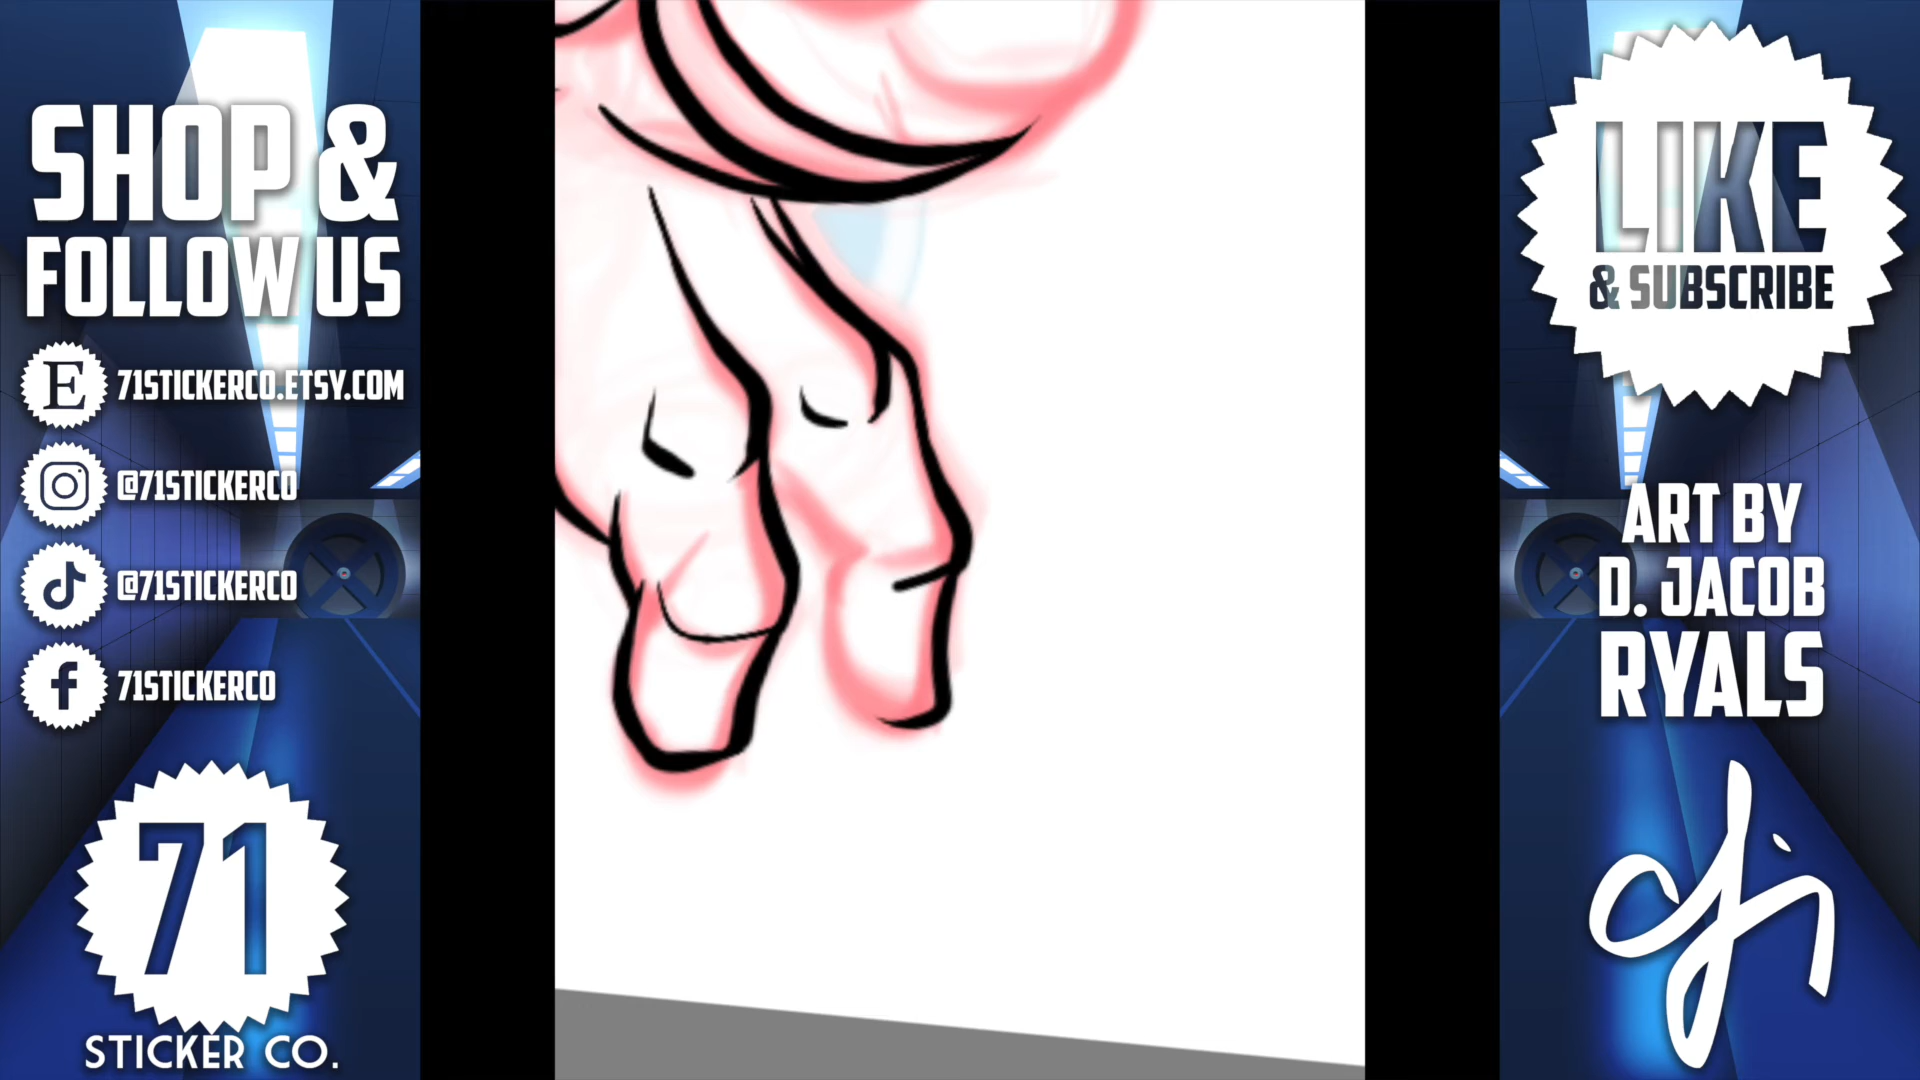 SHOP &
FOLLOW US
E 71STICKERCO.ETSY.COM
@71STICKERCO
@71STICKERCO
f 71STICKERCO
71
STICKER CO.
LIKE
& SUBSCRIBE
ART BY
D. JACOB
RYALS